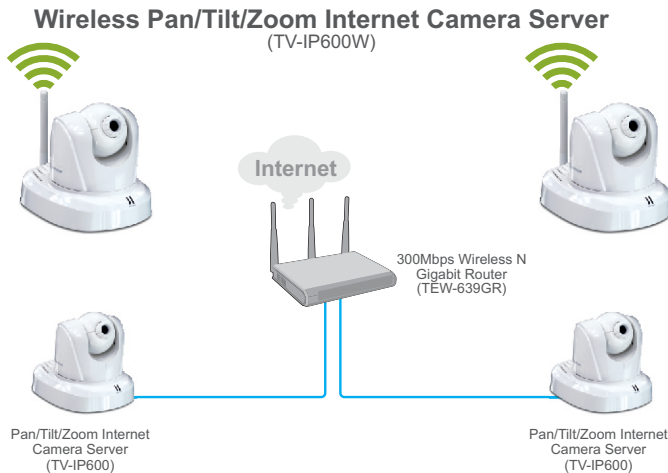 Wireless Pan/Tilt/Zoom Internet Camera Server
(TV-IP600W)
Internet
300Mbps Wireless N
Gigabit Router
(TEW-639GR)
Pan/Tilt/Zoom Internet
Camera Server
(TV-IP600)
Pan/Tilt/Zoom Internet
Camera Server
(TV-IP600)